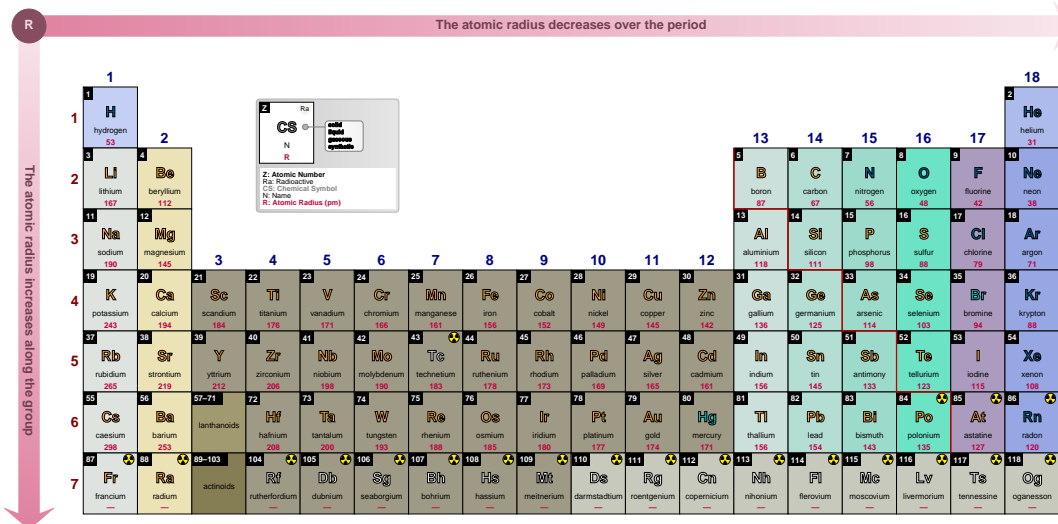 R
The atomic radius decreases over the period
The atomic radius increases along the group
1 18
1
H
hydrogen
53
2
He
helium
31
Z Ra
CS
N
R
solid
liquid
gaseous
synthetic
Z: Atomic Number
Ra: Radioactive
CS: Chemical Symbol
N: Name
R: Atomic Radius (pm)
1
2 13 14 15 16 17
2
3 4 5 6 7 8 9 10
Li Be B C N O F Ne
lithium beryllium boron carbon nitrogen oxygen fluorine neon
167 112 87 67 56 48 42 38
3
11 12 13 14 15 16 17 18
Na Mg Al Si P S Cl Ar
sodium magnesium aluminium silicon phosphorus sulfur chlorine argon
190 145 118 111 98 88 79 71
3 4 5 6 7 8 9 10 11 12
4
19 20 21 22 23 24 25 26 27 28 29 30 31 32 33 34 35 36
K Ca Sc Ti V Cr Mn Fe Co Ni Cu Zn Ga Ge As Se Br Kr
potassium calcium scandium titanium vanadium chromium manganese iron cobalt nickel copper zinc gallium germanium arsenic selenium bromine krypton
243 194 184 176 171 166 161 156 152 149 145 142 136 125 114 103 94 88
5
37 38 39 40 41 42 43 44 45 46 47 48 49 50 51 52 53 54
Rb Sr Y Zr Nb Mo Tc Ru Rh Pd Ag Cd In Sn Sb Te I Xe
rubidium strontium yttrium zirconium niobium molybdenum technetium ruthenium rhodium palladium silver cadmium indium tin antimony tellurium iodine xenon
265 219 212 206 198 190 183 178 173 169 165 161 156 145 133 123 115 108
6
55 56 57–71 72 73 74 75 76 77 78 79 80 81 82 83 84 85 86
Cs Ba Hf Ta W Re Os Ir Pt Au Hg Tl Pb Bi Po At Rn
caesium barium lanthanoids hafnium tantalum tungsten rhenium osmium iridium platinum gold mercury thallium lead bismuth polonium astatine radon
298 253 208 200 193 188 185 180 177 174 171 156 154 143 135 127 120
7
87 88 89–103 104 105 106 107 108 109 110 111 112 113 114 115 116 117 118
Fr Ra Rf Db Sg Bh Hs Mt Ds Rg Cn Nh Fl Mc Lv Ts Og
francium radium actinoids rutherfordium dubnium seaborgium bohrium hassium meitnerium darmstadtium roentgenium copernicium nihonium flerovium moscovium livermorium tennessine oganesson
— — — — — — — — — — — — — — — — —